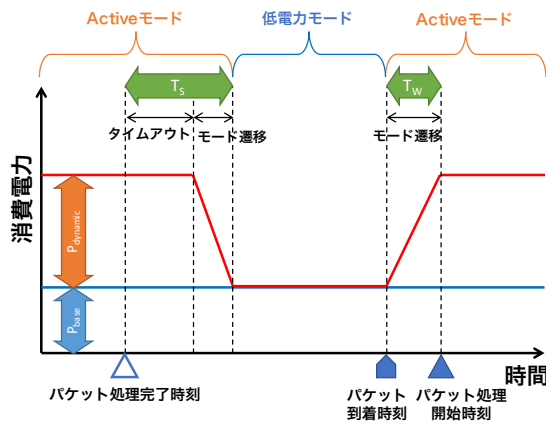 Activeモード
低電力モード
Activeモード
TS
TW
タイムアウト
モード遷移
モード遷移
消費電力
Pdynamic
Pbase
時間
パケット処理完了時刻
パケット
到着時刻
パケット処理
開始時刻